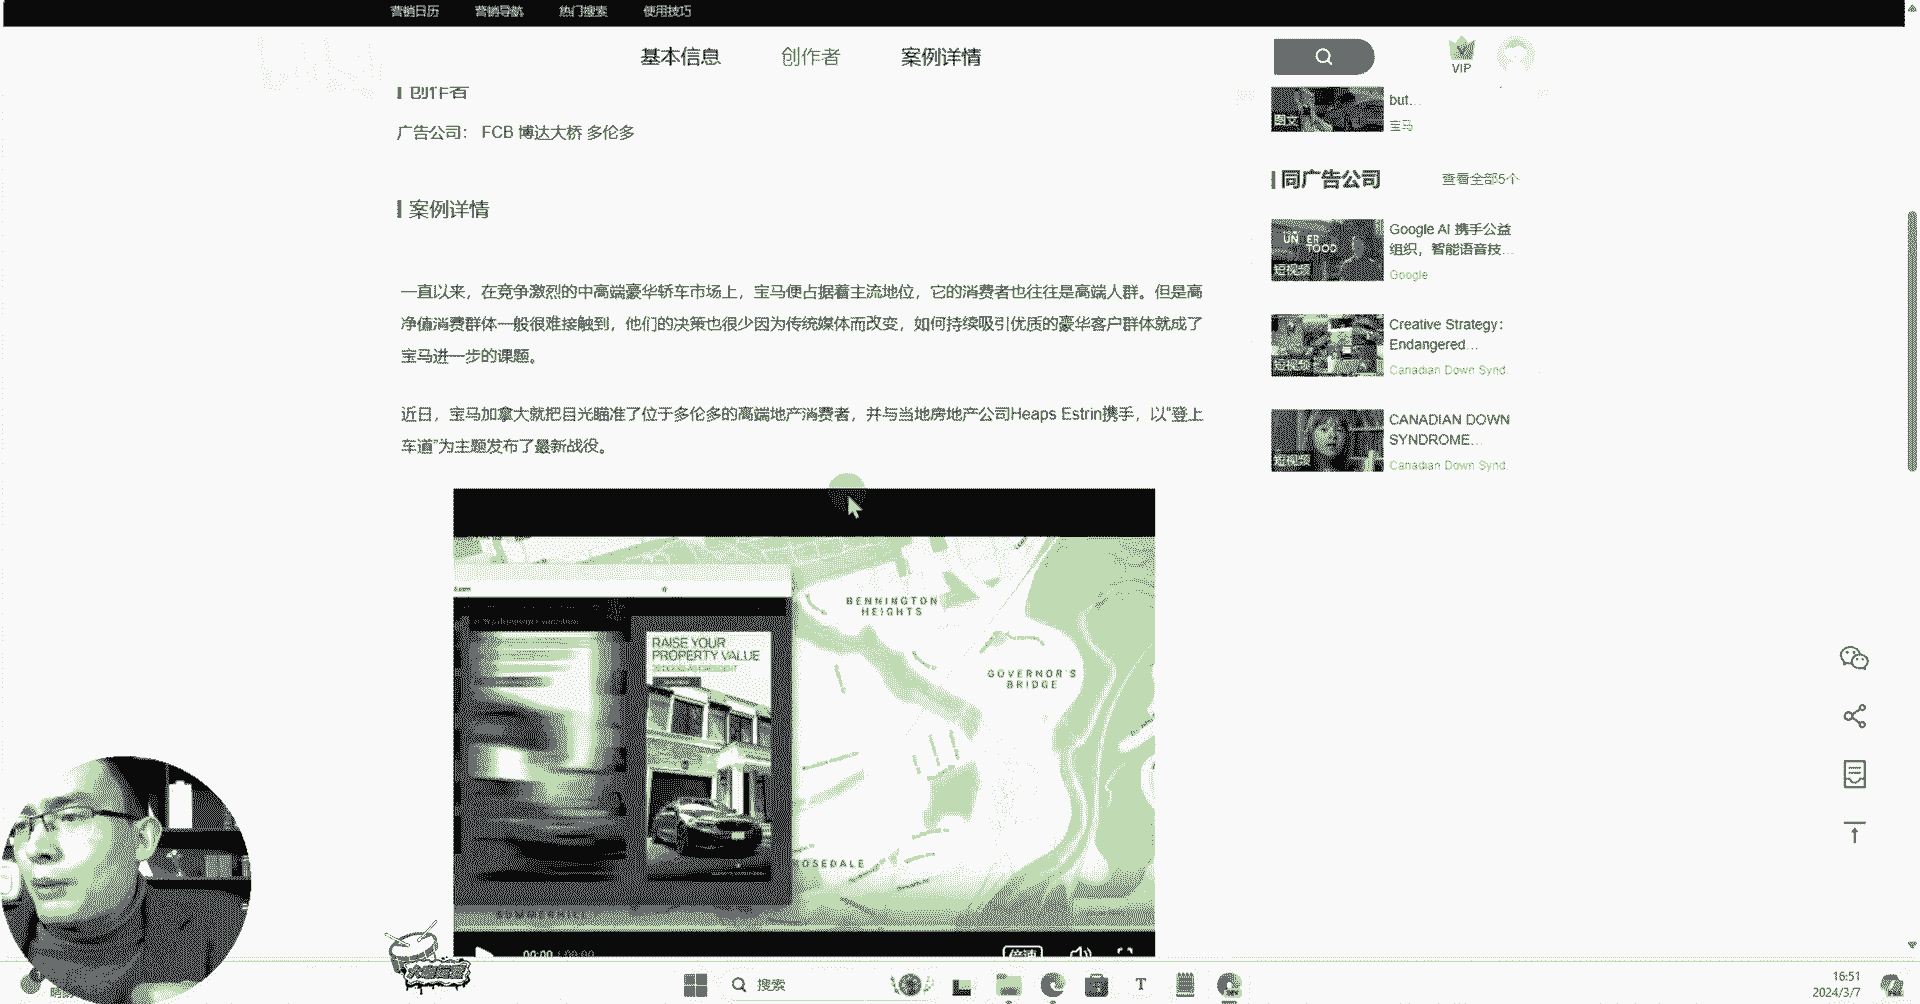 营销日历 营销导航 热门搜索 使用技巧
基本信息 创作者 案例详情
VIP
创作者
广告公司： FCB 博达大桥 多伦多
案例详情
一直以来，在竞争激烈的中高端豪华轿车市场上，宝马便占据着主流地位，它的消费者也往往是高端人群。但是高
净值消费群体一般很难接触到，他们的决策也很少因为传统媒体而改变，如何持续吸引优质的豪华客户群体就成了
宝马进一步的课题。
近日，宝马加拿大就把目光瞄准了位于多伦多的高端地产消费者，并与当地房地产公司Heaps Estrin携手，以“登上
车道”为主题发布了最新战役。
BENNINGTON
HEIGHTS
GOVERNOR'S
BRIDGE
RAISE YOUR
PROPERTY VALUE
ROSEDALE
SUMMERHILL
00:00 / 00:00
倍速
图文
but...
宝马
同广告公司 查看全部5个
短视频
Google AI 携手公益
组织，智能语音技...
Google
短视频
Creative Strategy:
Endangered...
Canadian Down Synd.
短视频
CANADIAN DOWN
SYNDROME...
Canadian Down Synd.
搜索
16:51
2024/3/7